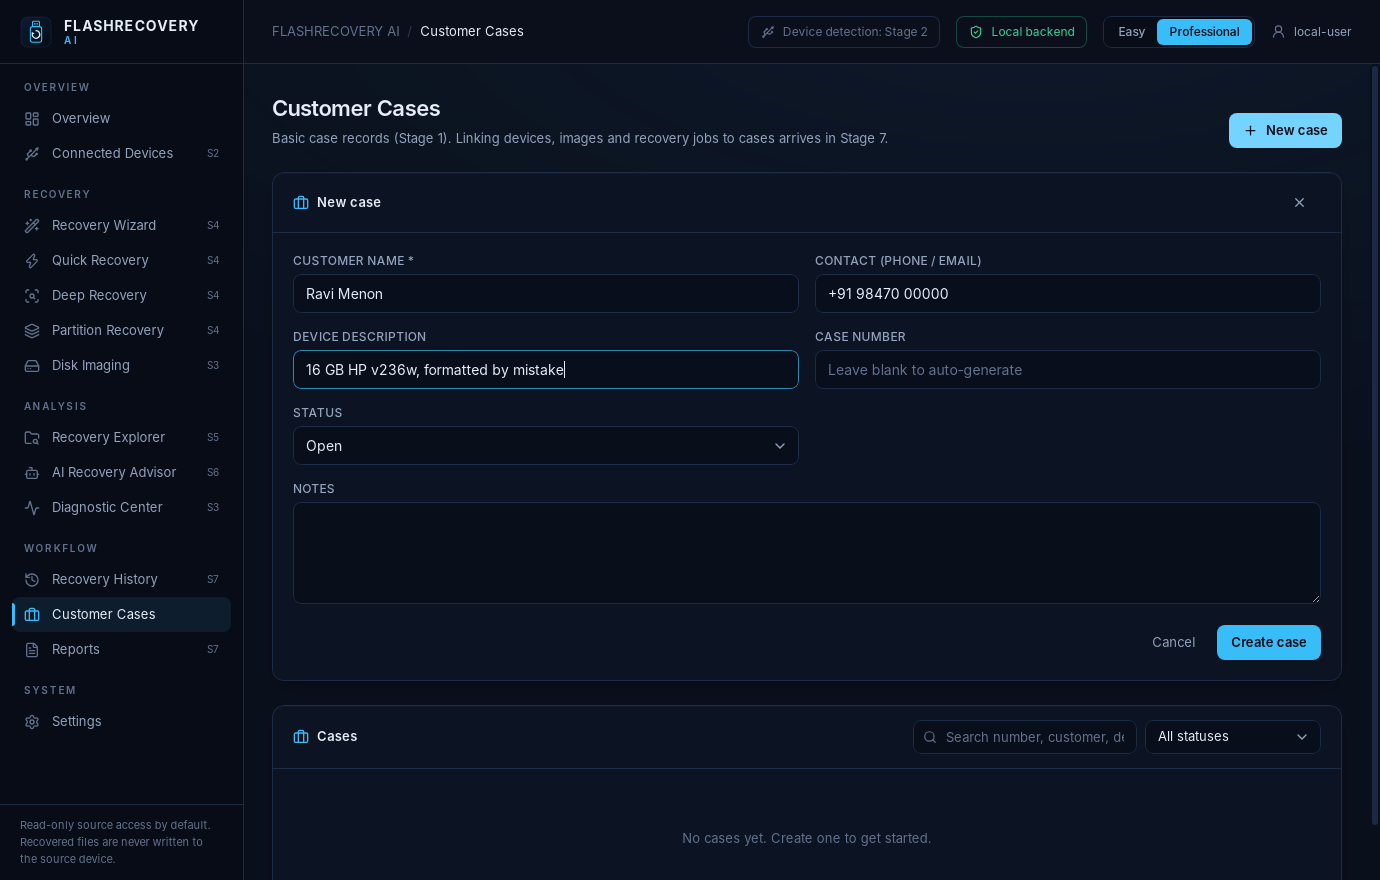 FLASHRECOVERY
AI
OVERVIEW
Overview
Connected Devices S2
RECOVERY
Recovery Wizard S4
Quick Recovery S4
Deep Recovery S4
Partition Recovery S4
Disk Imaging S3
ANALYSIS
Recovery Explorer S5
AI Recovery Advisor S6
Diagnostic Center S3
WORKFLOW
Recovery History S7
Customer Cases
Reports S7
SYSTEM
Settings
Read-only source access by default.
Recovered files are never written to
the source device.
FLASHRECOVERY AI / Customer Cases
Device detection: Stage 2
Local backend
Easy Professional
local-user
Customer Cases
Basic case records (Stage 1). Linking devices, images and recovery jobs to cases arrives in Stage 7.
New case
New case
CUSTOMER NAME * CONTACT (PHONE / EMAIL)
Ravi Menon +91 98470 00000
DEVICE DESCRIPTION CASE NUMBER
16 GB HP v236w, formatted by mistake Leave blank to auto-generate
STATUS
Open
NOTES
Cancel Create case
Cases Search number, customer, de All statuses
No cases yet. Create one to get started.